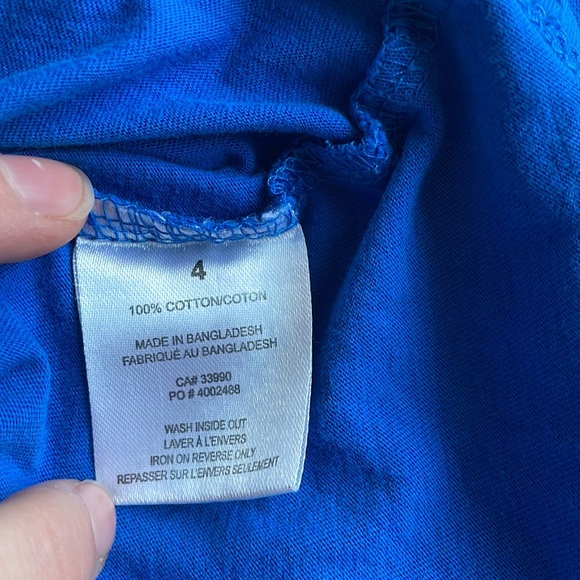 4
100% COTTON/COTON
MADE IN BANGLADESH
FABRIQUÉ AU BANGLADESH
CA# 33990
PO # 4002488
WASH INSIDE OUT
LAVER À L'ENVERS
IRON ON REVERSE ONLY
REPASSER SUR L'ENVERS SEULEMENT